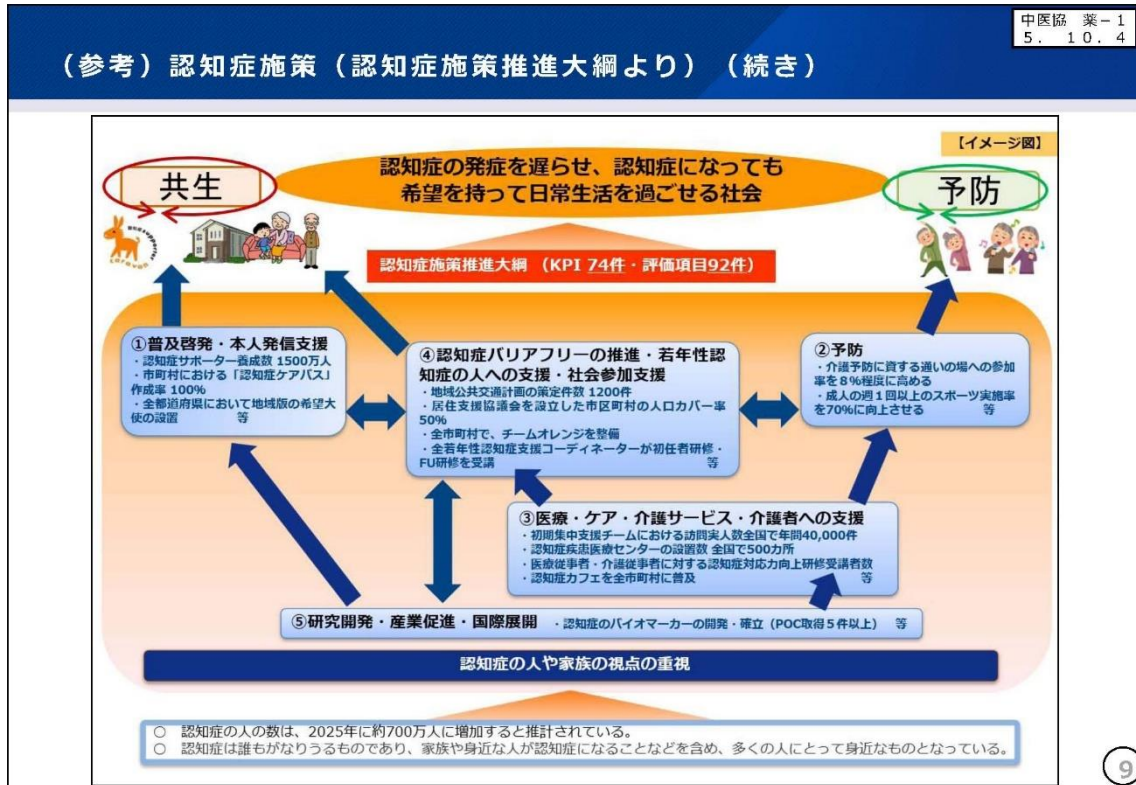 中医協 薬－1
5. 10. 4
(参考) 認知症施策 (認知症施策推進大綱より) (続き)
【イメージ図】
共生
認知症の発症を遅らせ、認知症になっても
希望を持って日常生活を過ごせる社会
予防
認知症施策推進大綱 (KPI 74件・評価項目92件)
①普及啓発・本人発信支援
・認知症サポーター養成数 1500万人
・市町村における「認知症ケアパス」
作成率 100%
・全都道府県において地域版の希望大
使の設置 等
④認知症バリアフリーの推進・若年性認
知症の人への支援・社会参加支援
・地域公共交通計画の策定件数 1200件
・居住支援協議会を設立した市区町村の人口カバー率
50%
・全市町村で、チームオレンジを整備
・全若年性認知症支援コーディネーターが初任者研修・
FU研修を受講 等
②予防
・介護予防に資する通いの場への参加
率を8%程度に高める
・成人の週1回以上のスポーツ実施率
を70%に向上させる 等
③医療・ケア・介護サービス・介護者への支援
・初期集中支援チームにおける訪問実人数全国で年間40,000件
・認知症疾患医療センターの設置数 全国で500カ所
・医療従事者・介護従事者に対する認知症対応力向上研修受講者数
・認知症カフェを全市町村に普及 等
⑤研究開発・産業促進・国際展開 ・認知症のバイオマーカーの開発・確立 (POC取得5件以上) 等
認知症の人や家族の視点の重視
○ 認知症の人の数は、2025年に約700万人に増加すると推計されている。
○ 認知症は誰もがなりうるものであり、家族や身近な人が認知症になることなどを含め、多くの人にとって身近なものとなっている。
9